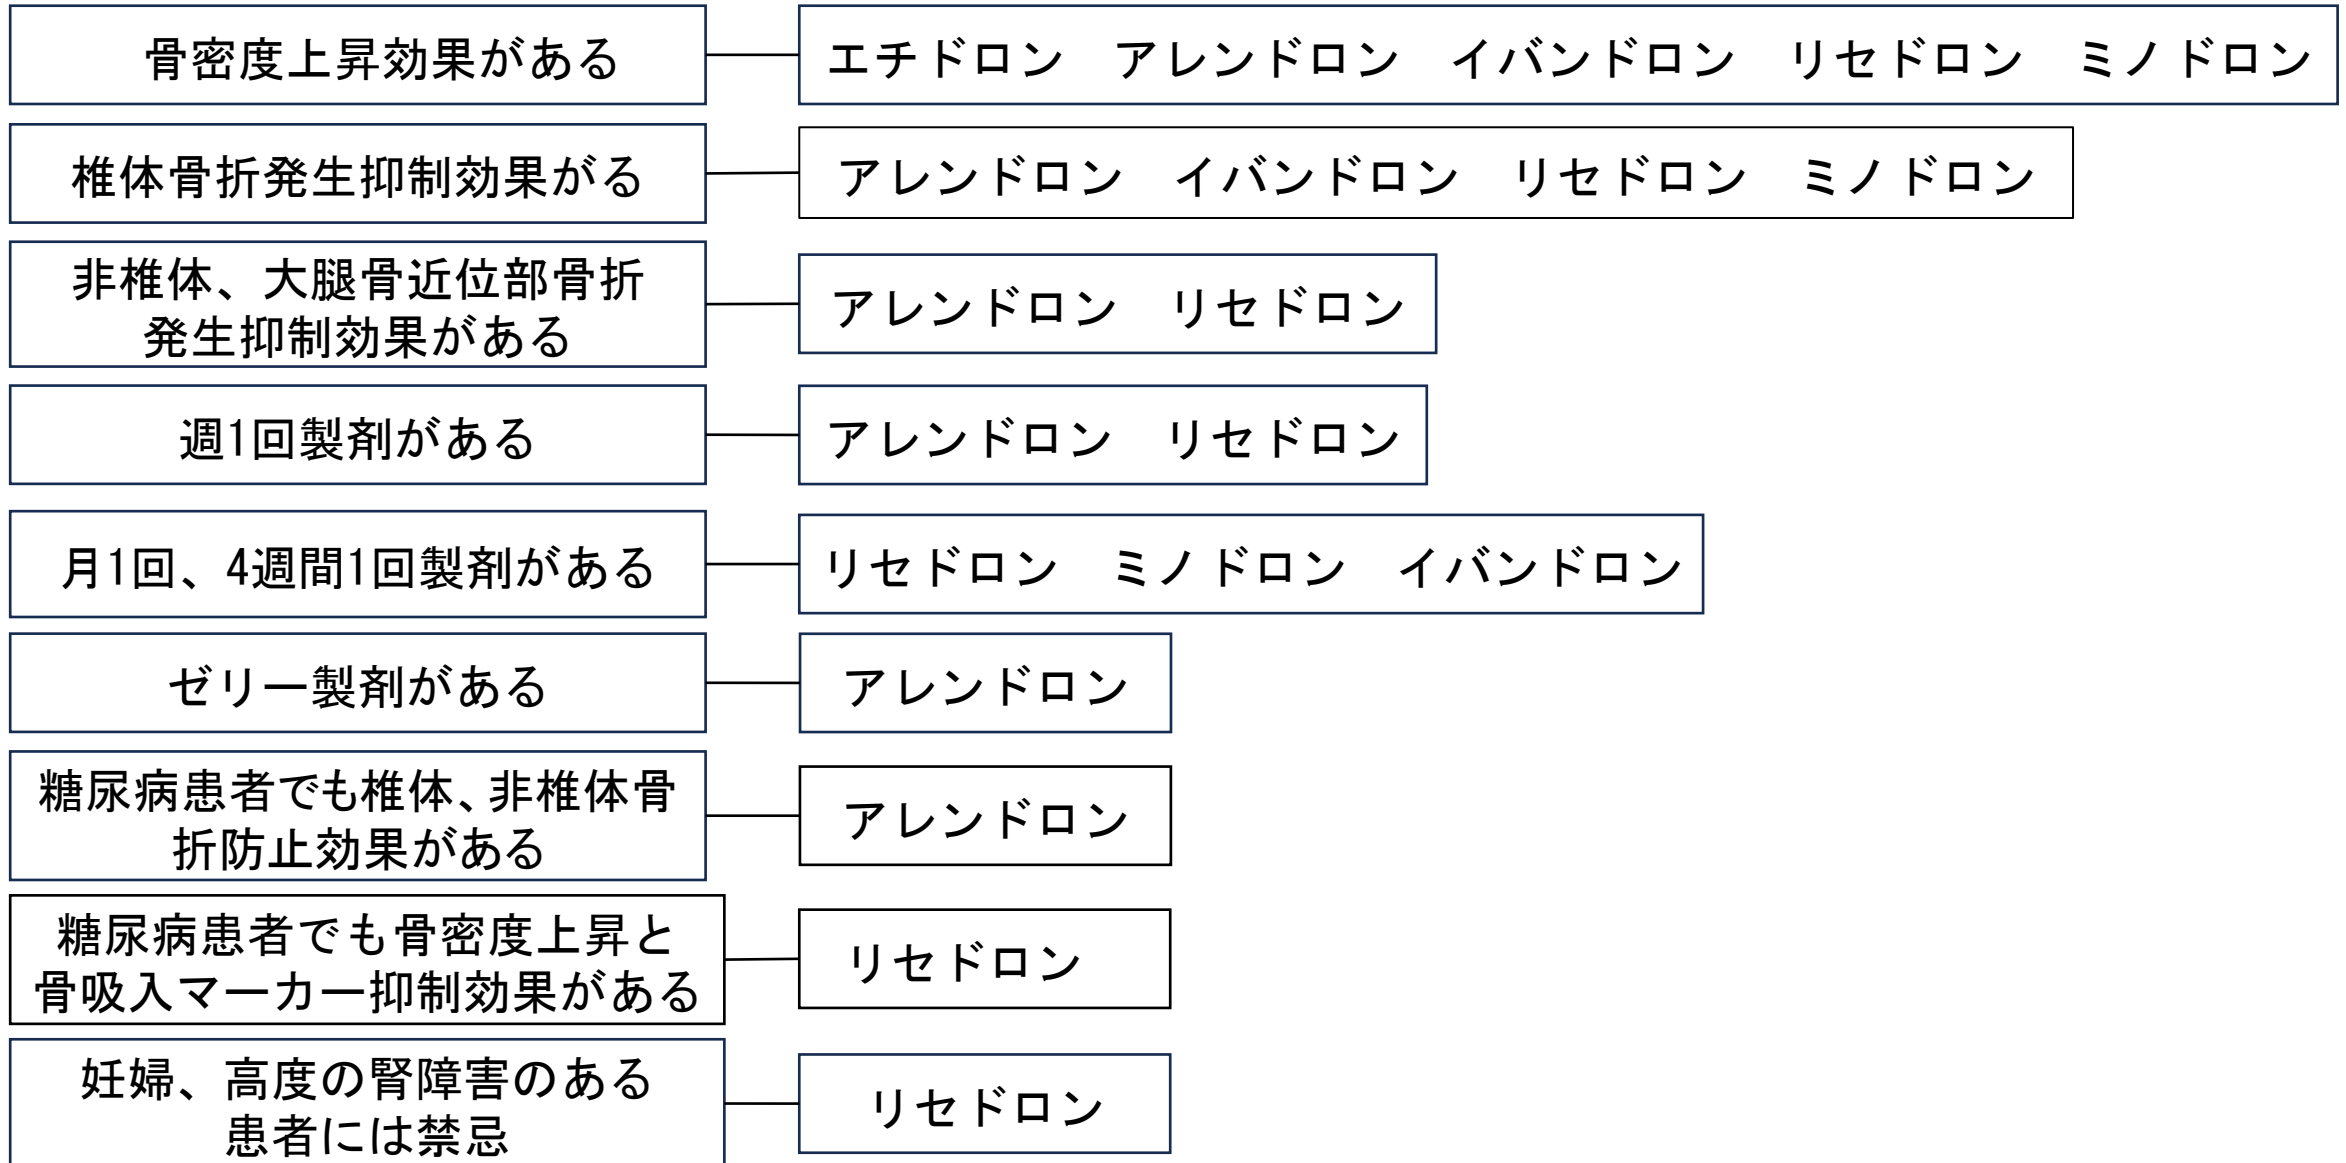 骨密度上昇効果がある
エチドロン　アレンドロン　イバンドロン　リセドロン　ミノドロン
椎体骨折発生抑制効果がる
アレンドロン　イバンドロン　リセドロン　ミノドロン
非椎体、大腿骨近位部骨折
発生抑制効果がある
アレンドロン　リセドロン
週1回製剤がある
アレンドロン　リセドロン
月1回、4週間1回製剤がある
リセドロン　ミノドロン　イバンドロン
ゼリー製剤がある
アレンドロン
糖尿病患者でも椎体、非椎体骨
折防止効果がある
アレンドロン
糖尿病患者でも骨密度上昇と
骨吸入マーカー抑制効果がある
リセドロン
妊婦、高度の腎障害のある
患者には禁忌
リセドロン